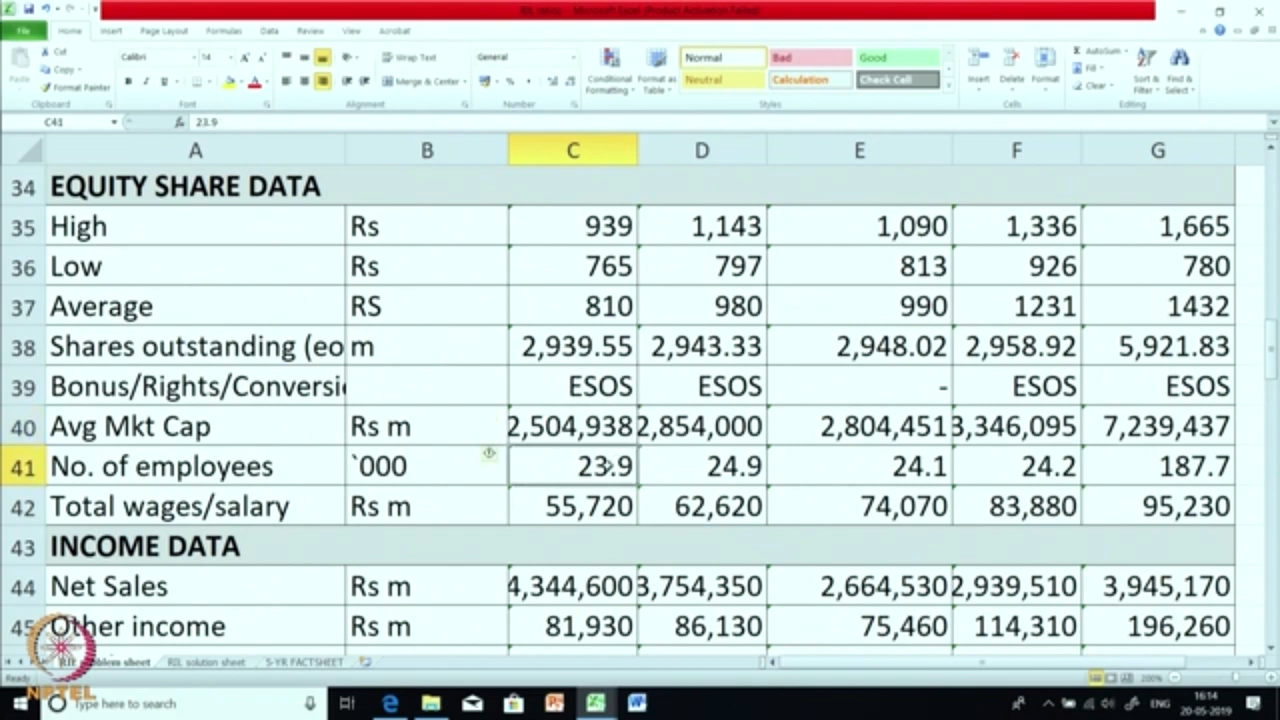 RIL ratios - Microsoft Excel (Product Activation Failed)
File Home Insert Page Layout Formulas Data Review View Acrobat
Cut Calibri 14 Wrap Text General Normal Bad Good AutoSum
Paste Copy Fill
Format Painter B I U Merge & Center Conditional Formatting Format as Table Neutral Calculation Check Cell Insert Delete Format Clear Sort & Filter Find & Select
Clipboard Font Alignment Number Styles Cells Editing
C41 fx 23.9
A B C D E F G
34 EQUITY SHARE DATA
35 High Rs 939 1,143 1,090 1,336 1,665
36 Low Rs 765 797 813 926 780
37 Average RS 810 980 990 1231 1432
38 Shares outstanding (eo m 2,939.55 2,943.33 2,948.02 2,958.92 5,921.83
39 Bonus/Rights/Conversi ESOS ESOS - ESOS ESOS
40 Avg Mkt Cap Rs m 2,504,938 2,854,000 2,804,451 3,346,095 7,239,437
41 No. of employees `000 23.9 24.9 24.1 24.2 187.7
42 Total wages/salary Rs m 55,720 62,620 74,070 83,880 95,230
43 INCOME DATA
44 Net Sales Rs m 4,344,600 3,754,350 2,664,530 2,939,510 3,945,170
45 Other income Rs m 81,930 86,130 75,460 114,310 196,260
RIL problem sheet RIL solution sheet 5-YR FACTSHEET
Ready 200%
NPTEL
Type here to search ENG 16:14
20-05-2019